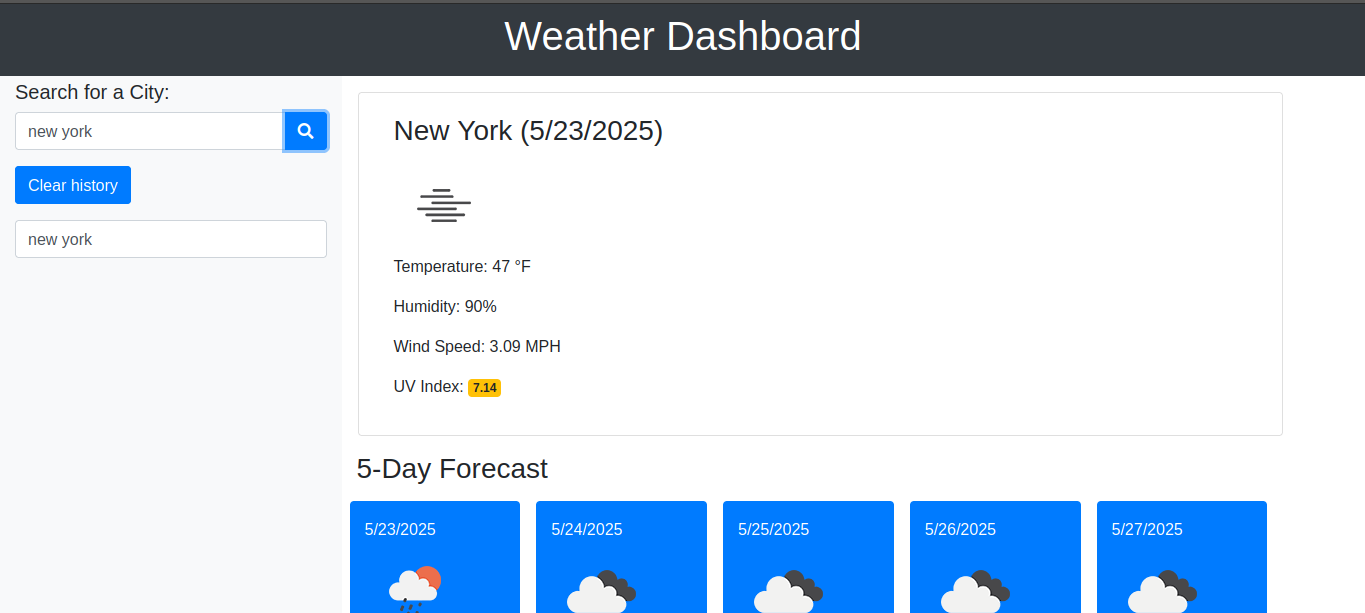 Weather Dashboard
Search for a City:
new york
Clear history
new york
New York (5/23/2025)
Temperature: 47 °F
Humidity: 90%
Wind Speed: 3.09 MPH
UV Index: 7.14
5-Day Forecast
5/23/2025 5/24/2025 5/25/2025 5/26/2025 5/27/2025